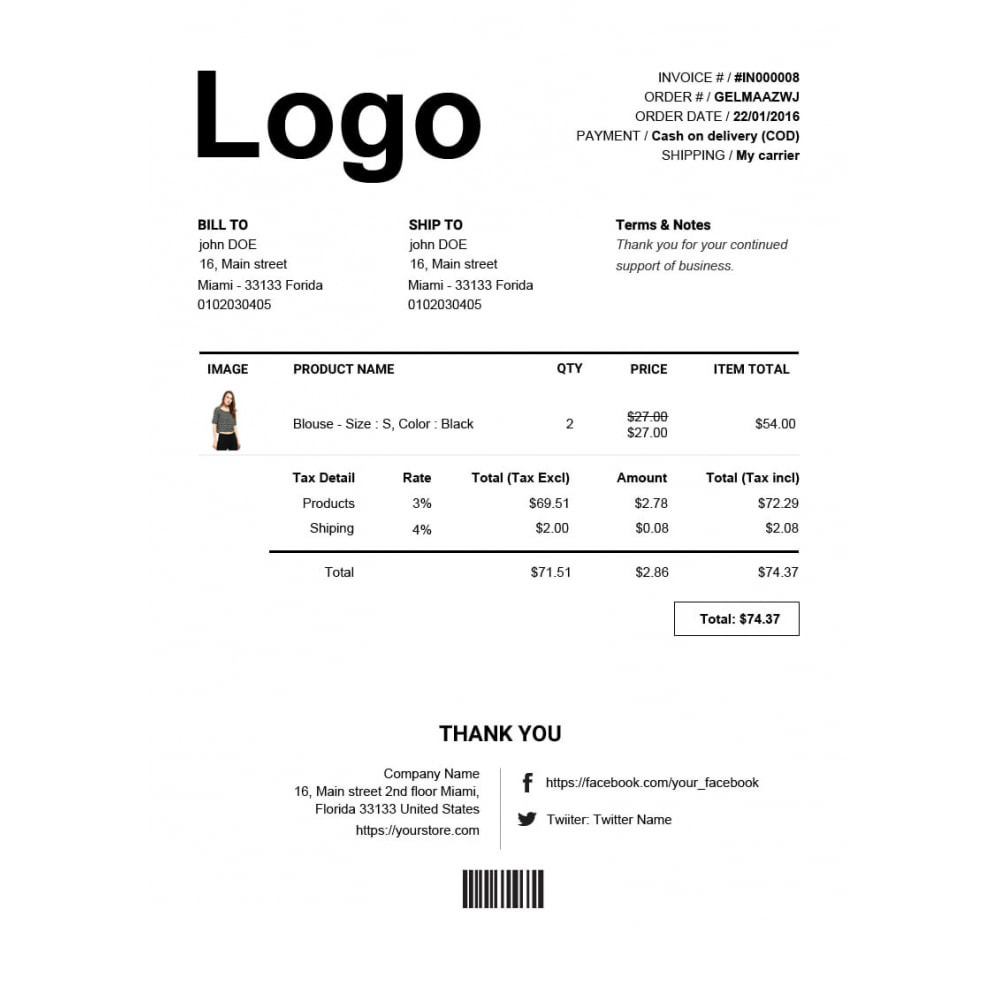 Logo
INVOICE # / #IN000008
ORDER # / GELMAAZWJ
ORDER DATE / 22/01/2016
PAYMENT / Cash on delivery (COD)
SHIPPING / My carrier
BILL TO
john DOE
16, Main street
Miami - 33133 Forida
0102030405
SHIP TO
john DOE
16, Main street
Miami - 33133 Forida
0102030405
Terms & Notes
Thank you for your continued
support of business.
IMAGE PRODUCT NAME QTY PRICE ITEM TOTAL
$27.00
Blouse - Size : S, Color : Black 2 $27.00 $54.00
Tax Detail Rate Total (Tax Excl) Amount Total (Tax incl)
Products 3% $69.51 $2.78 $72.29
Shiping 4% $2.00 $0.08 $2.08
Total $71.51 $2.86 $74.37
Total: $74.37
THANK YOU
Company Name
16, Main street 2nd floor Miami,
Florida 33133 United States
https://yourstore.com
https://facebook.com/your_facebook
Twiiter: Twitter Name